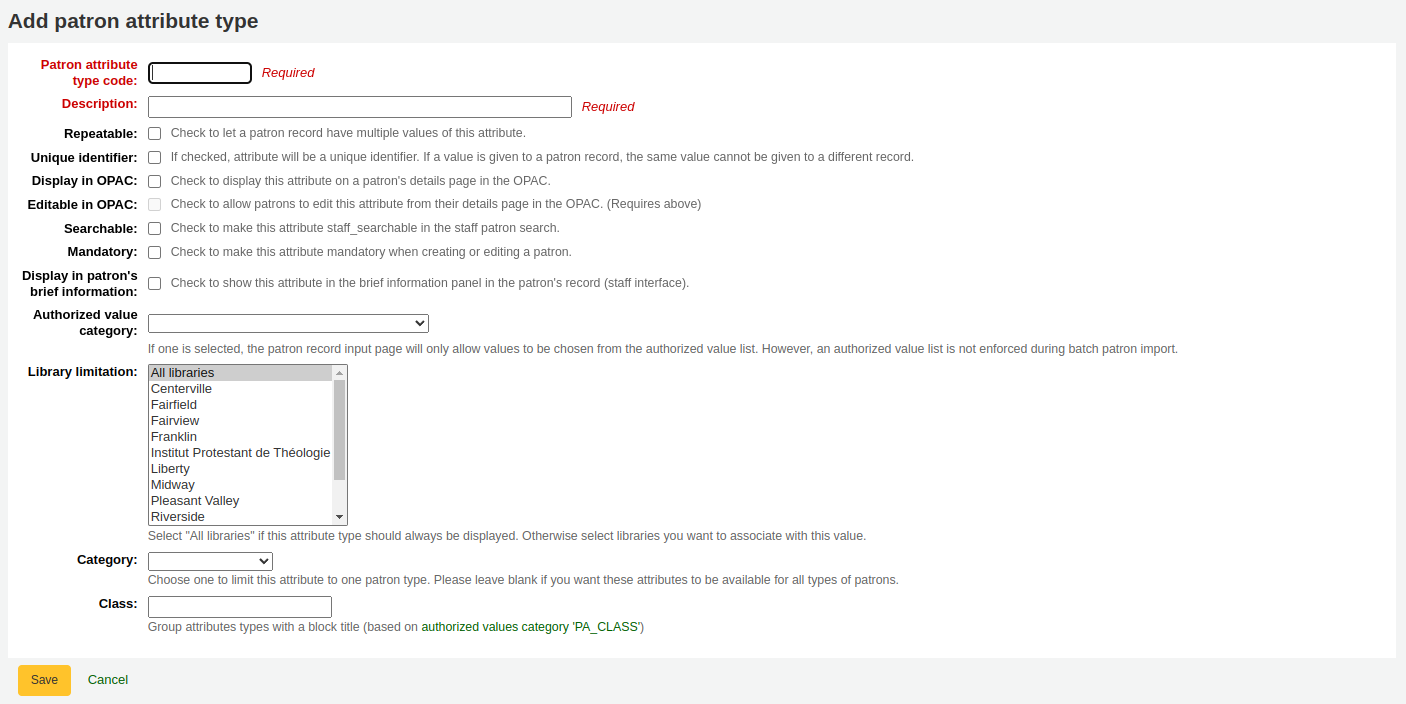 Add patron attribute type
Patron attribute
type code:
Required
Description:
Required
Repeatable: Check to let a patron record have multiple values of this attribute.
Unique identifier: If checked, attribute will be a unique identifier. If a value is given to a patron record, the same value cannot be given to a different record.
Display in OPAC: Check to display this attribute on a patron's details page in the OPAC.
Editable in OPAC: Check to allow patrons to edit this attribute from their details page in the OPAC. (Requires above)
Searchable: Check to make this attribute staff_searchable in the staff patron search.
Mandatory: Check to make this attribute mandatory when creating or editing a patron.
Display in patron's
brief information:
Check to show this attribute in the brief information panel in the patron's record (staff interface).
Authorized value
category:
If one is selected, the patron record input page will only allow values to be chosen from the authorized value list. However, an authorized value list is not enforced during batch patron import.
Library limitation: All libraries
Centerville
Fairfield
Fairview
Franklin
Institut Protestant de Théologie
Liberty
Midway
Pleasant Valley
Riverside
Select "All libraries" if this attribute type should always be displayed. Otherwise select libraries you want to associate with this value.
Category:
Choose one to limit this attribute to one patron type. Please leave blank if you want these attributes to be available for all types of patrons.
Class:
Group attributes types with a block title (based on authorized values category 'PA_CLASS')
Save Cancel